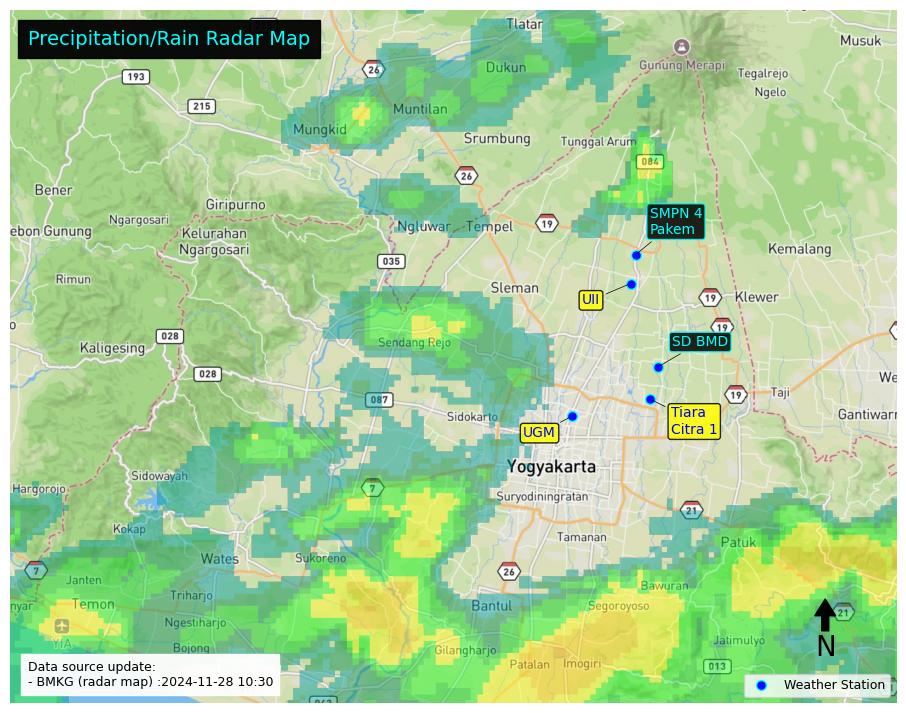 Precipitation/Rain Radar Map
Tlatar
Musuk
26
Gunung Merapi
193
Dukun
Tegalrejo
Ngelo
215
Muntilan
Mungkid
Srumbung
Tunggal Arum
084
Bener
26
Giripurno
SMPN 4
Pakem
Ngargosari
ebon Gunung
Kelurahan
Ngargosari
Ngluwar
Tempel
19
Kemalang
035
Rimun
Sleman
UII
19
Klewer
19
028
Kaligesing
Sendang Rejo
SD BMD
028
We
087
19
Taji
Sidokarto
Tiara
Citra 1
Gantiwarn
UGM
Yogyakarta
Sidowayah
Hargorojo
7
Suryodiningratan
21
Kokap
Tamanan
Patuk
Wates
Sukoreno
7
26
Janten
Bawuran
nyar
Temon
Triharjo
Bantul
Segoroyoso
21
Ngestiharjo
YIA
N
Jatimulyo
Bojong
Gilangharjo
Patalan
Imogiri
013
Data source update:
- BMKG (radar map) :2024-11-28 10:30
Weather Station